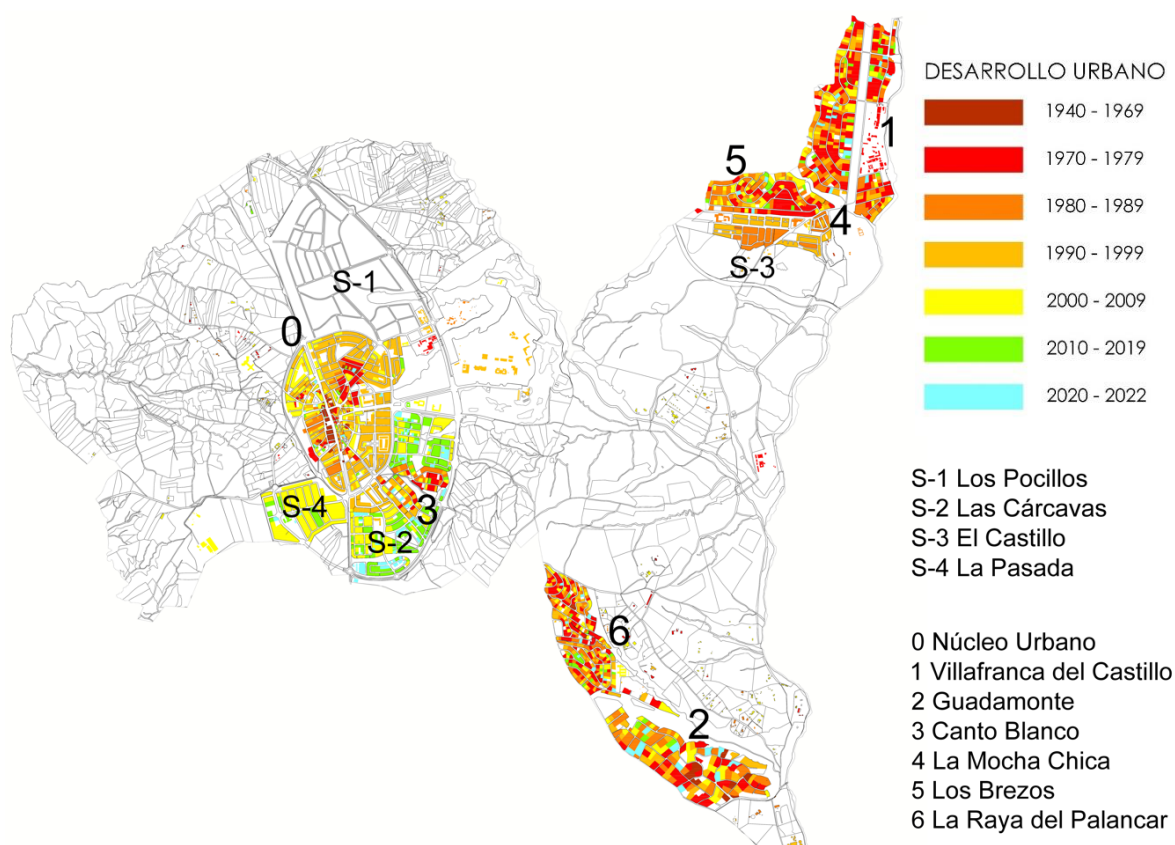 DESARROLLO URBANO
1940 - 1969
1970 - 1979
1980 - 1989
1990 - 1999
2000 - 2009
2010 - 2019
2020 - 2022
1
5
4
S-3
S-1
0
S-4
3
S-2
6
2
S-1 Los Pocillos
S-2 Las Cárcavas
S-3 El Castillo
S-4 La Pasada
0 Núcleo Urbano
1 Villafranca del Castillo
2 Guadamonte
3 Canto Blanco
4 La Mocha Chica
5 Los Brezos
6 La Raya del Palancar